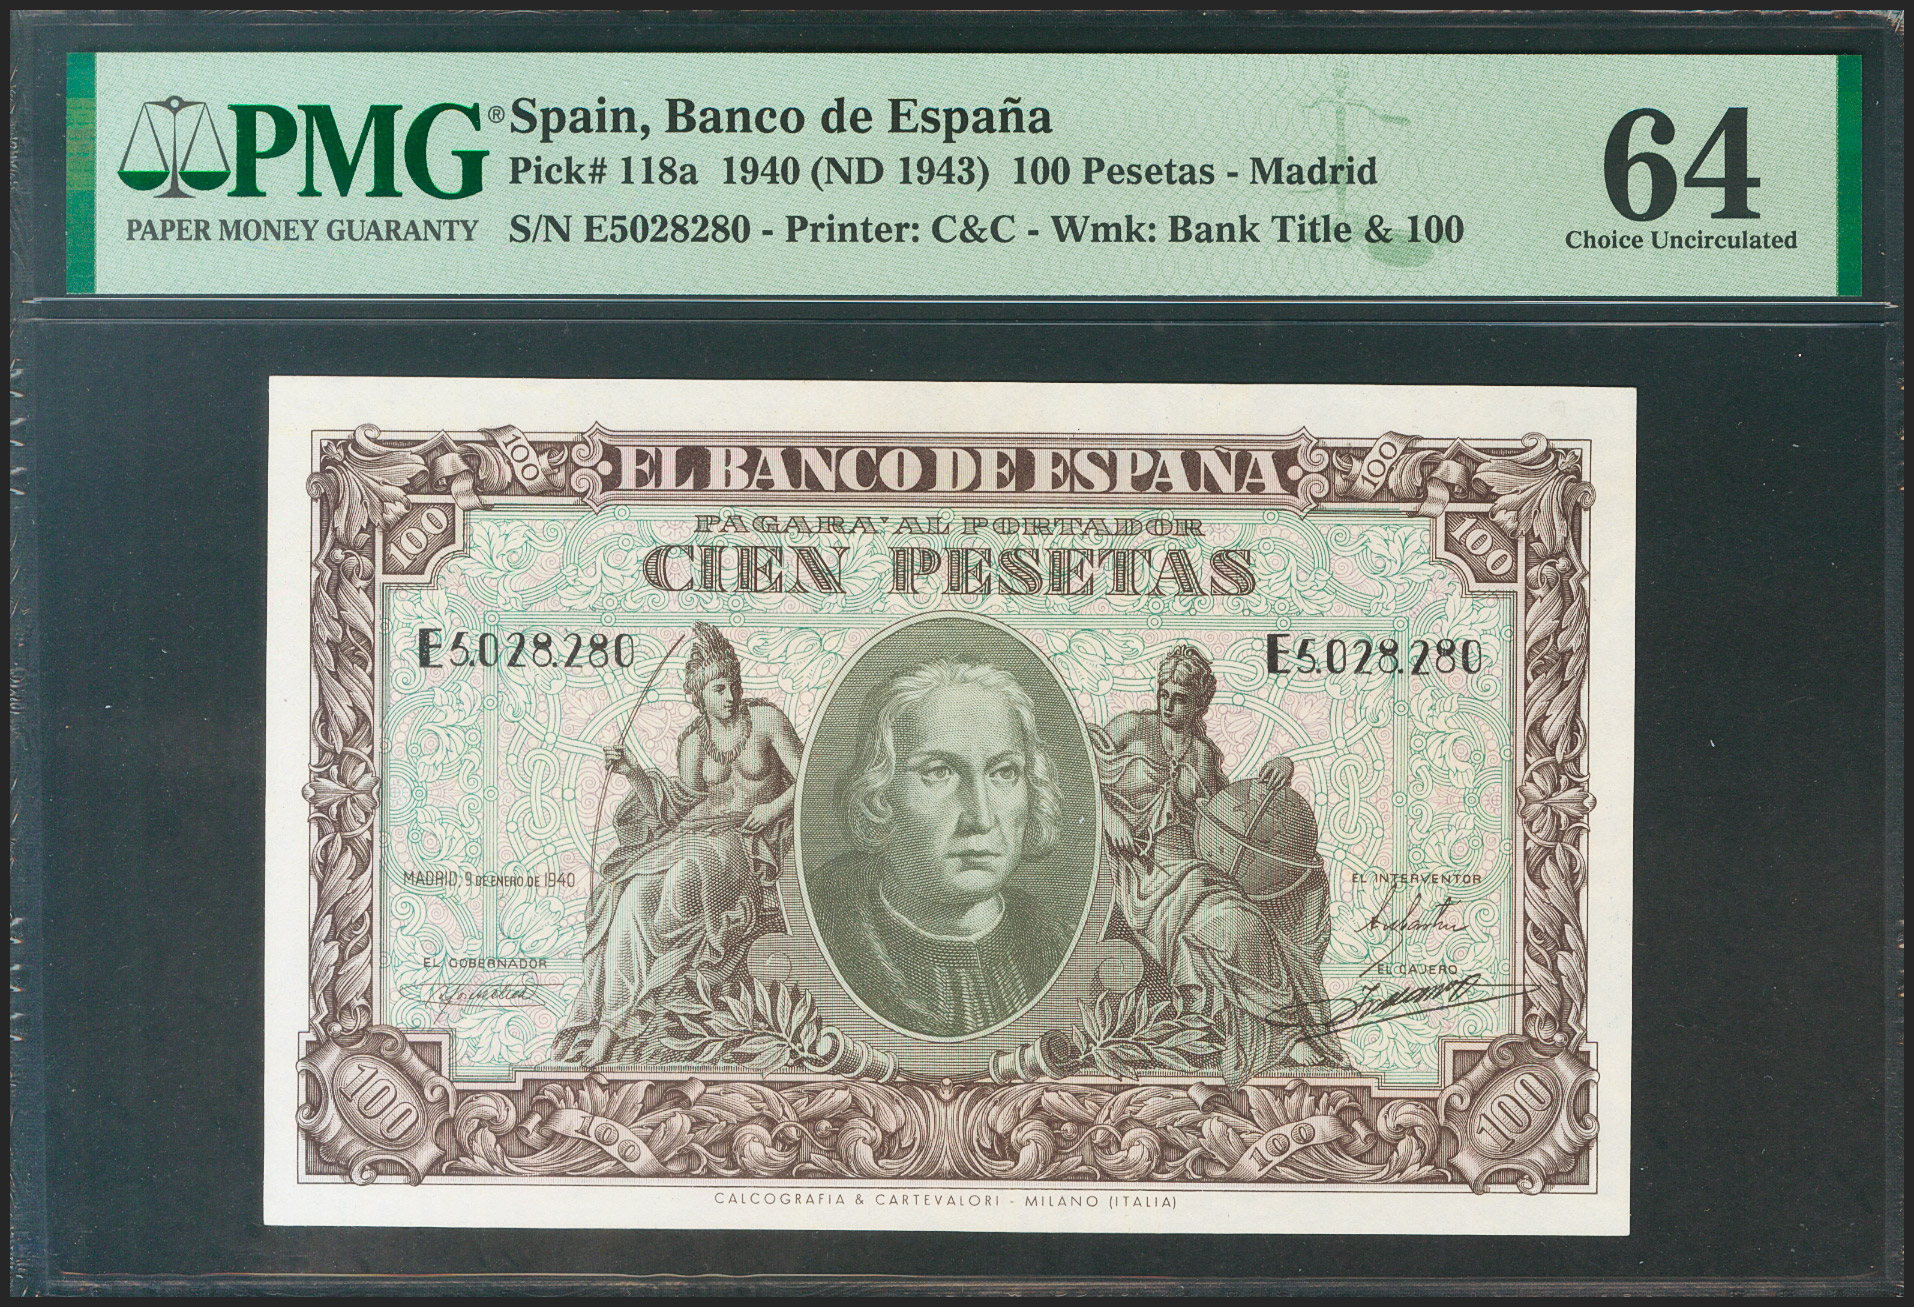 PMG®
PAPER MONEY GUARANTY
Spain, Banco de España
Pick# 118a 1940 (ND 1943) 100 Pesetas - Madrid
S/N E5028280 - Printer: C&C - Wmk: Bank Title & 100
64
Choice Uncirculated
100
100
EL BANCO DE ESPAÑA
100
100
PAGARA' AL PORTADOR
CIEN PESETAS
E5.028.280
E5.028.280
MADRID, 9 DE ENERO DE 1940
EL INTERVENTOR
EL GOBERNADOR
EL CAJERO
100
100
100
100
CALCOGRAFIA & CARTEVALORI - MILANO (ITALIA)